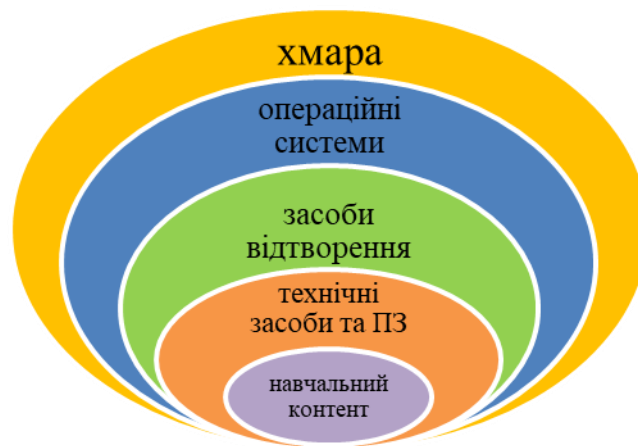 хмара
операційні
системи
засоби
відтворення
технічні
засоби та ПЗ
навчальний
контент